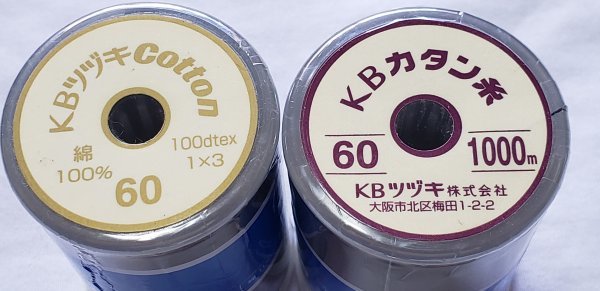 KBツヅキCotton
綿
100%
100dtex
1×3
60
KBカタン糸
60
1000m
KBツヅキ株式会社
大阪市北区梅田1-2-2